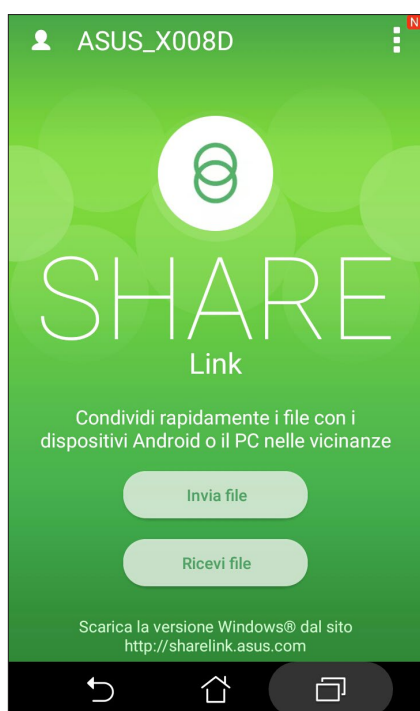 ASUS_X008D
N
SHARE
Link
Condividi rapidamente i file con i
dispositivi Android o il PC nelle vicinanze
Invia file
Ricevi file
Scarica la versione Windows® dal sito
http://sharelink.asus.com